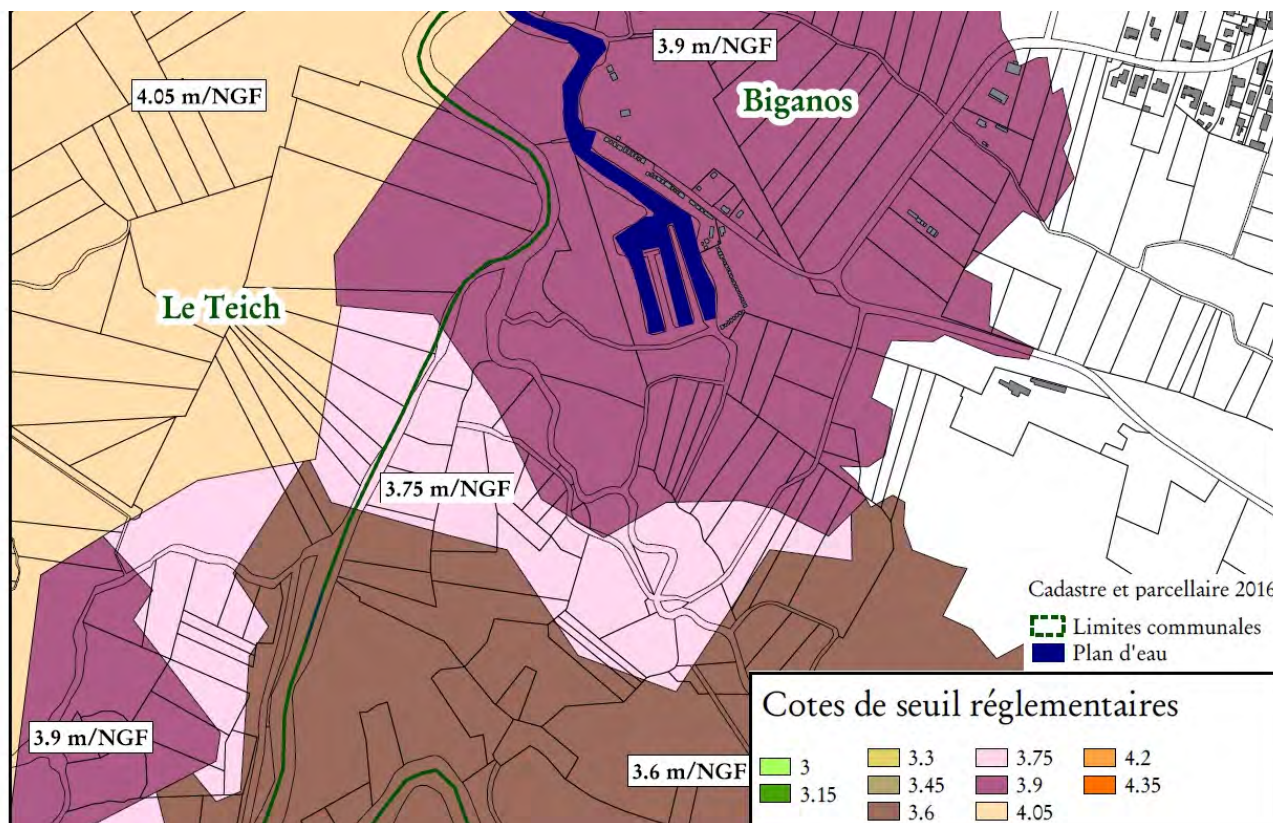 3.9 m/NGF
4.05 m/NGF
Biganos
Le Teich
3.75 m/NGF
3.9 m/NGF
3.6 m/NGF
Cadastre et parcellaire 2016
Limites communales
Plan d'eau
Cotes de seuil réglementaires
3
3.15
3.3
3.45
3.6
3.75
3.9
4.05
4.2
4.35